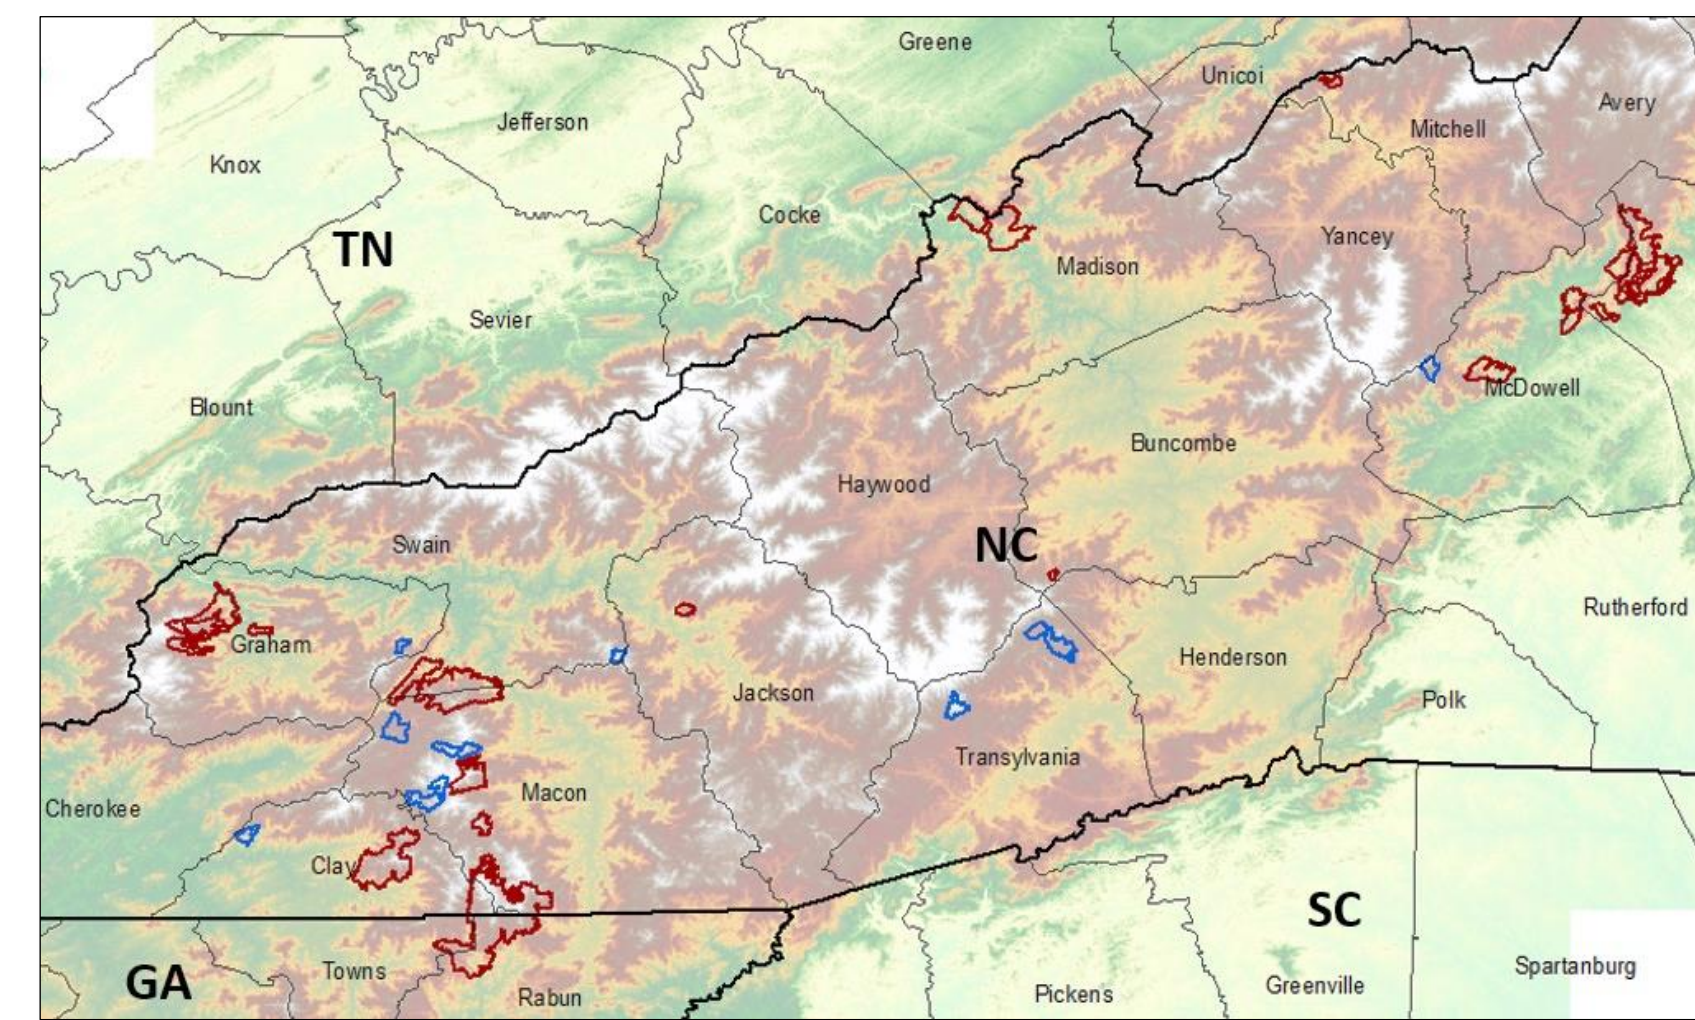 Greene
Unicoi
Avery
Jefferson
Mitchell
Knox
Cocke
TN
Yancey
Madison
Sevier
McDowell
Blount
Buncombe
Haywood
NC
Swain
Rutherford
Graham
Henderson
Jackson
Polk
Transylvania
Macon
Cherokee
Clay
SC
Spartanburg
Towns
GA
Greenville
Pickens
Rabun